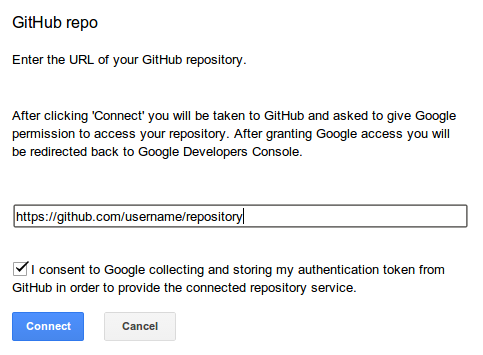 GitHub repo
Enter the URL of your GitHub repository.
After clicking 'Connect' you will be taken to GitHub and asked to give Google
permission to access your repository. After granting Google access you will
be redirected back to Google Developers Console.
https://github.com/username/repository
I consent to Google collecting and storing my authentication token from
GitHub in order to provide the connected repository service.
Connect Cancel